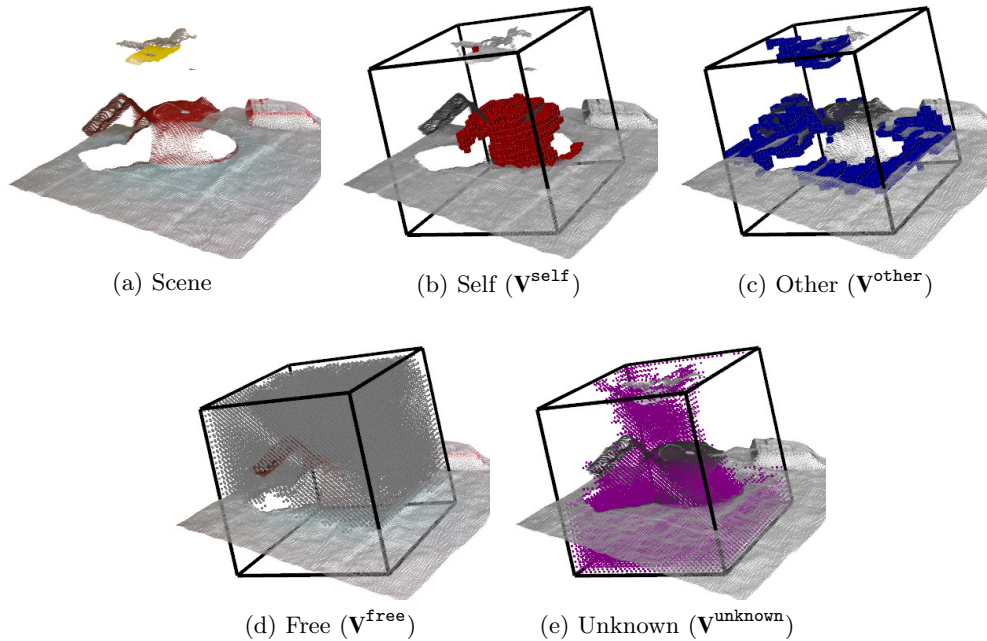 (a) Scene
(b) Self (V^self)
(c) Other (V^other)
(d) Free (V^free)
(e) Unknown (V^unknown)